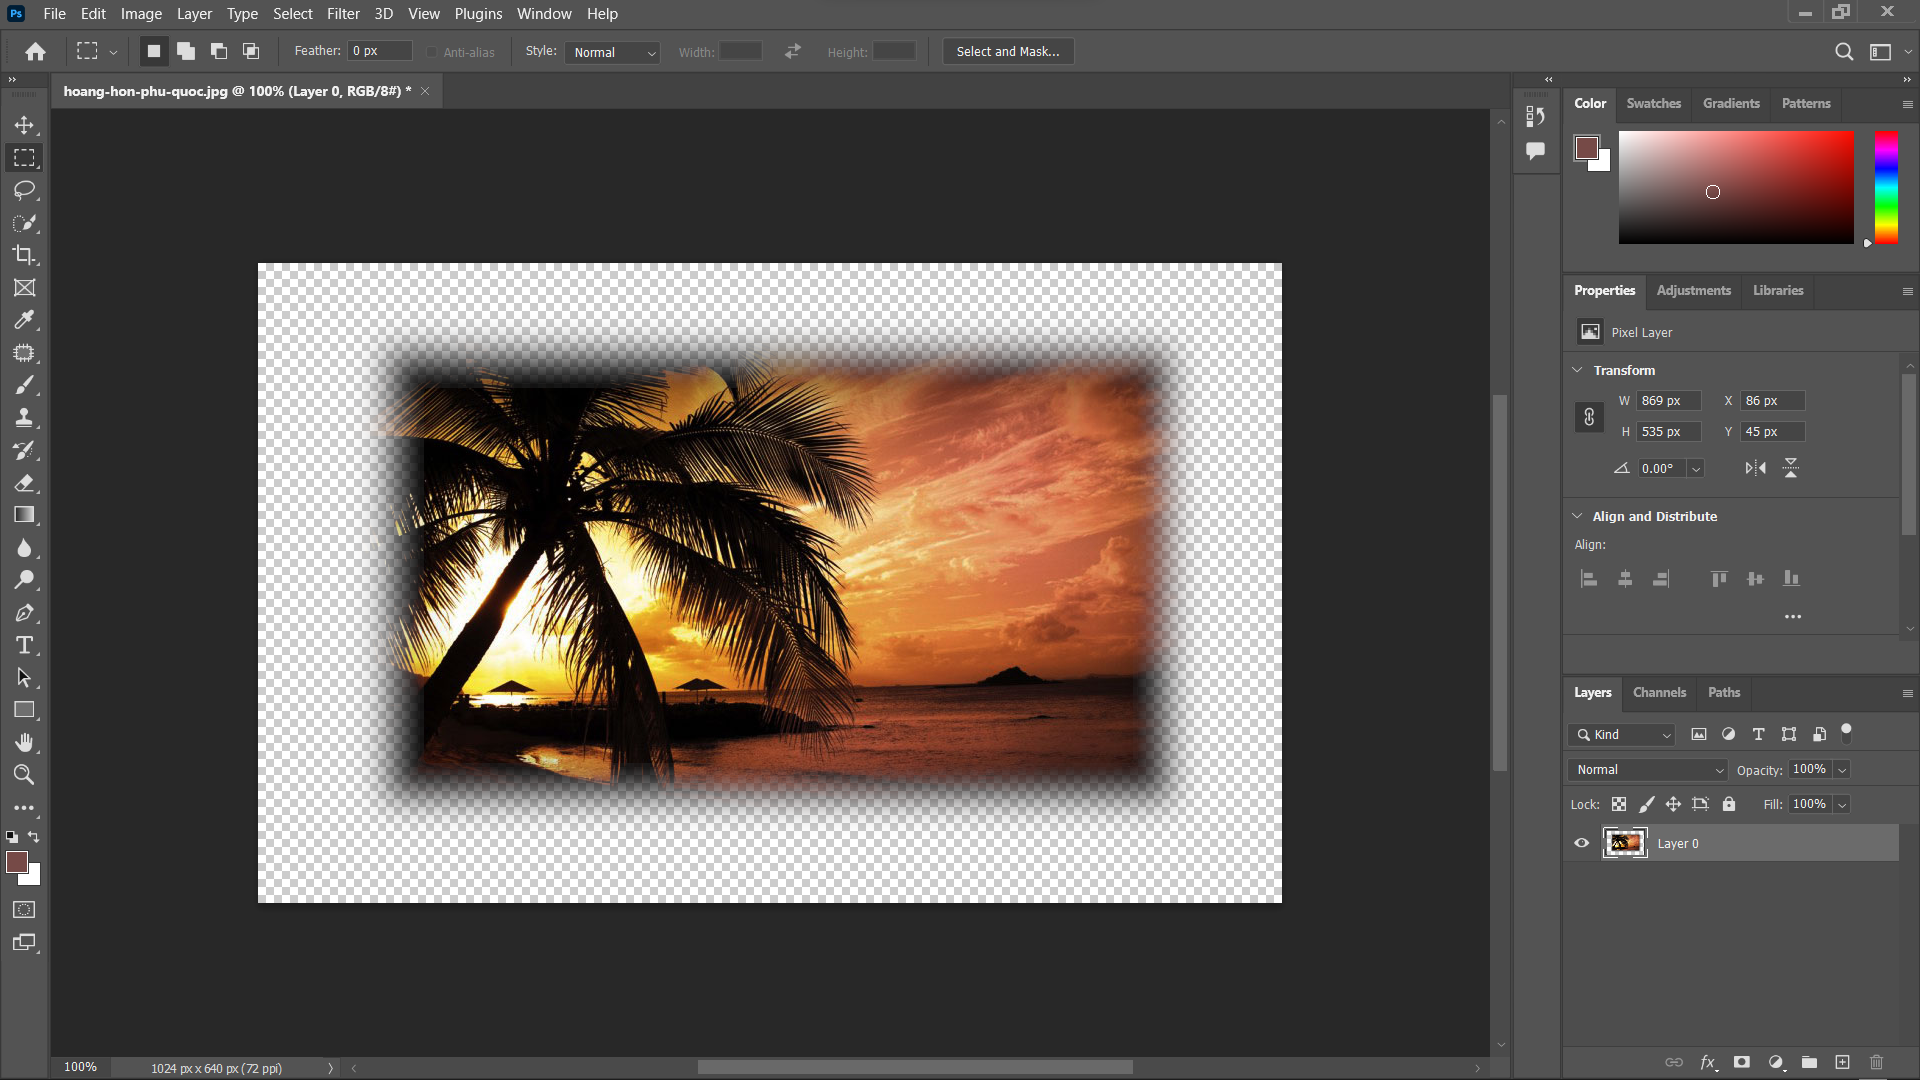 Ps File Edit Image Layer Type Select Filter 3D View Plugins Window Help
Feather: 0 px Anti-alias Style: Normal Width: Height: Select and Mask...
hoang-hon-phu-quoc.jpg @ 100% (Layer 0, RGB/8#) *
Color Swatches Gradients Patterns
Properties Adjustments Libraries
Pixel Layer
Transform
W 869 px X 86 px
H 535 px Y 45 px
0.00°
Align and Distribute
Align:
Layers Channels Paths
Kind
Normal Opacity: 100%
Lock: Fill: 100%
Layer 0
fx
100% 1024 px x 640 px (72 ppi)